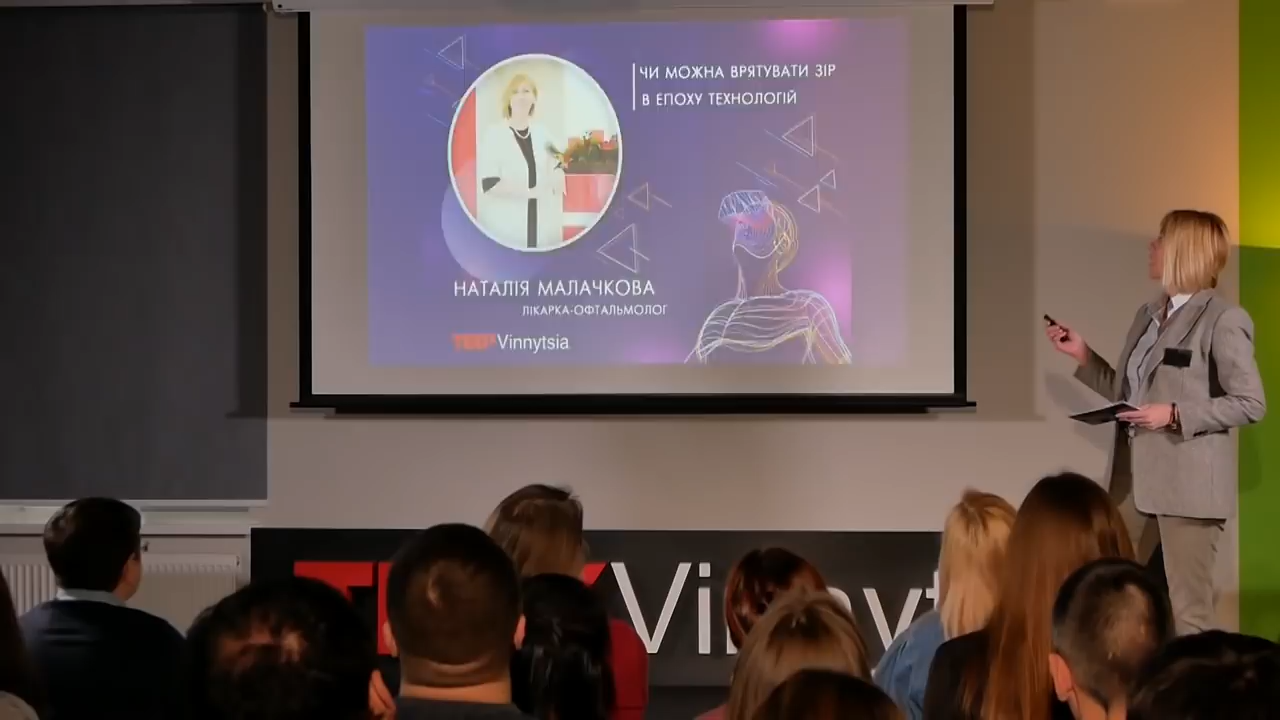 ЧИ МОЖНА ВРЯТУВАТИ ЗІР
В ЕПОХУ ТЕХНОЛОГІЙ
НАТАЛІЯ МАЛАЧКОВА
ЛІКАРКА-ОФТАЛЬМОЛОГ
TEDxVinnytsia